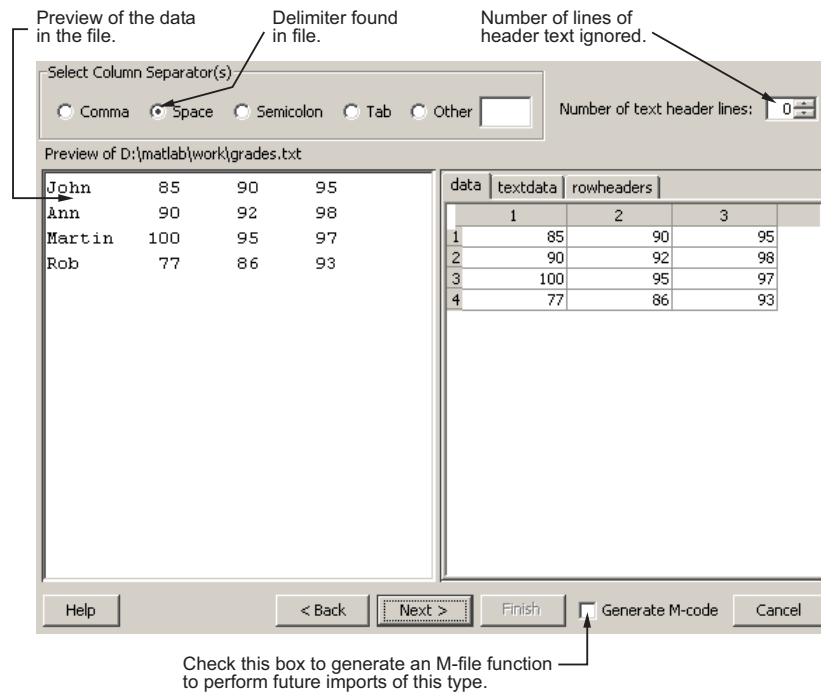 Preview of the data
in the file.
Delimiter found
in file.
Number of lines of
header text ignored.
Select Column Separator(s)
Comma Space Semicolon Tab Other
Number of text header lines: 0
Preview of D:\matlab\work\grades.txt
John 85 90 95
Ann 90 92 98
Martin 100 95 97
Rob 77 86 93
data textdata rowheaders
1 2 3
1 85 90 95
2 90 92 98
3 100 95 97
4 77 86 93
Help < Back Next > Finish Generate M-code Cancel
Check this box to generate an M-file function
to perform future imports of this type.